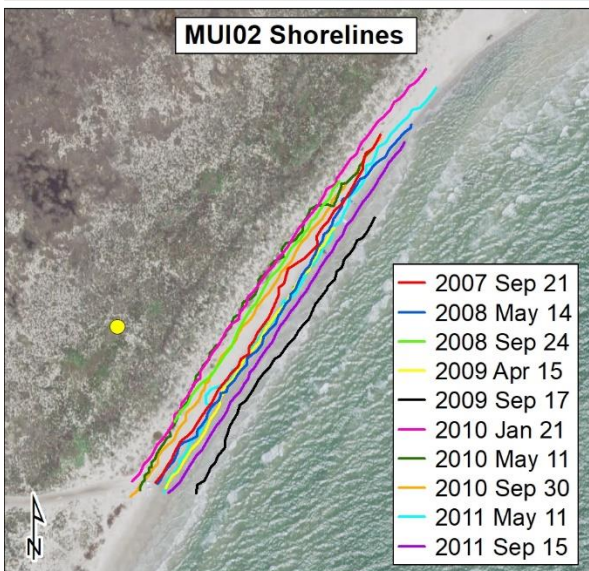 MUI02 Shorelines
2007 Sep 21
2008 May 14
2008 Sep 24
2009 Apr 15
2009 Sep 17
2010 Jan 21
2010 May 11
2010 Sep 30
2011 May 11
2011 Sep 15
N